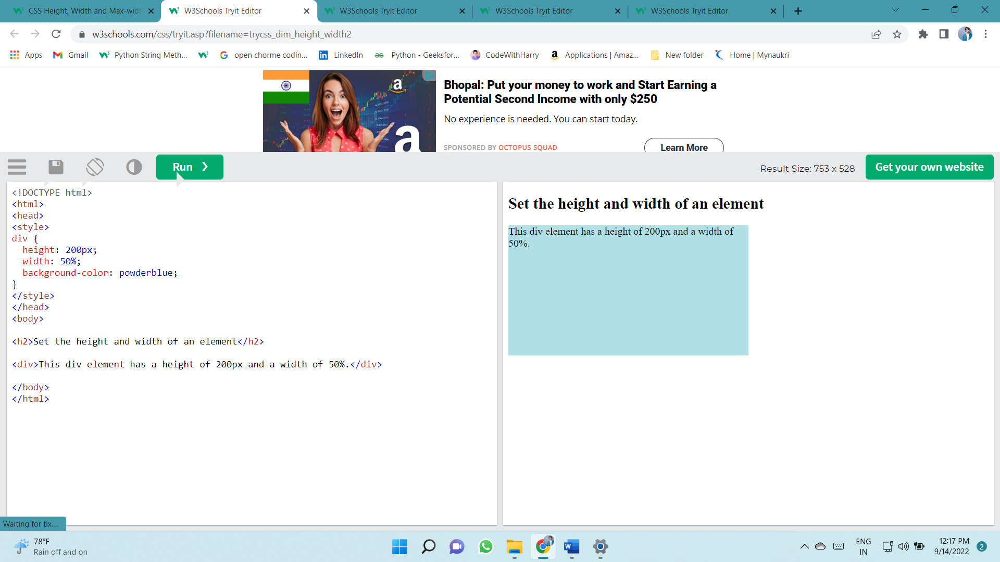 CSS Height, Width and Max-widt
W3Schools Tryit Editor
W3Schools Tryit Editor
W3Schools Tryit Editor
W3Schools Tryit Editor
w3schools.com/css/tryit.asp?filename=trycss_dim_height_width2
Apps
Gmail
Python String Meth...
open chorme codin...
LinkedIn
Python - Geeksfor...
CodeWithHarry
Applications | Amaz...
New folder
Home | Mynaukri
Bhopal: Put your money to work and Start Earning a
Potential Second Income with only $250
No experience is needed. You can start today.
SPONSORED BY OCTOPUS SQUAD
Learn More
Run ❯
Result Size: 753 x 528
Get your own website
<!DOCTYPE html>
<html>
<head>
<style>
div {
  height: 200px;
  width: 50%;
  background-color: powderblue;
}
</style>
</head>
<body>
<h2>Set the height and width of an element</h2>
<div>This div element has a height of 200px and a width of 50%.</div>
</body>
</html>
Set the height and width of an element
This div element has a height of 200px and a width of
50%.
Waiting for tlx....
78°F
Rain off and on
ENG
IN
12:17 PM
9/14/2022
2